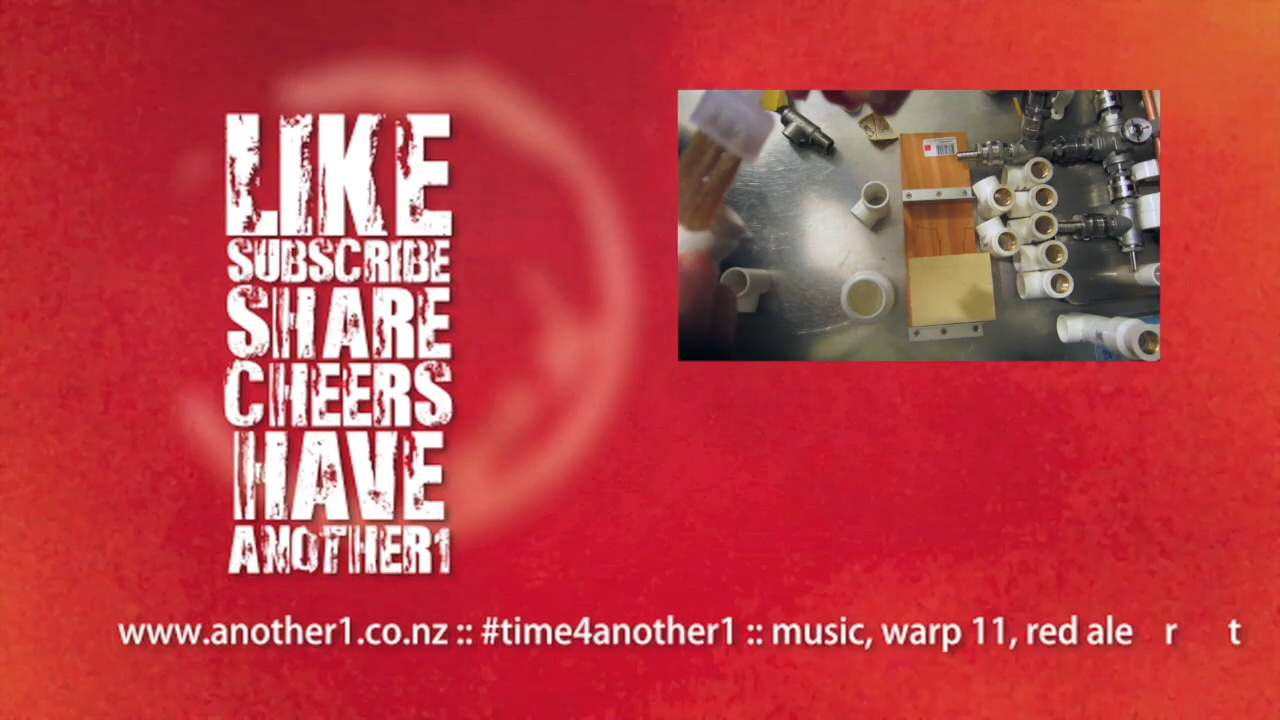 LIKE
SUBSCRIBE
SHARE
CHEERS
HAVE
ANOTHER1
www.another1.co.nz :: #time4another1 :: music, warp 11, red ale r t